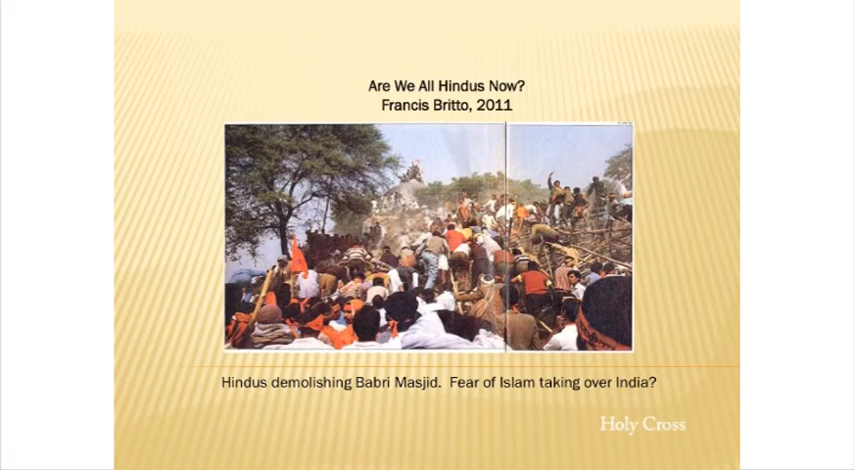 Are We All Hindus Now?
Francis Britto, 2011
Hindus demolishing Babri Masjid. Fear of Islam taking over India?
Holy Cross